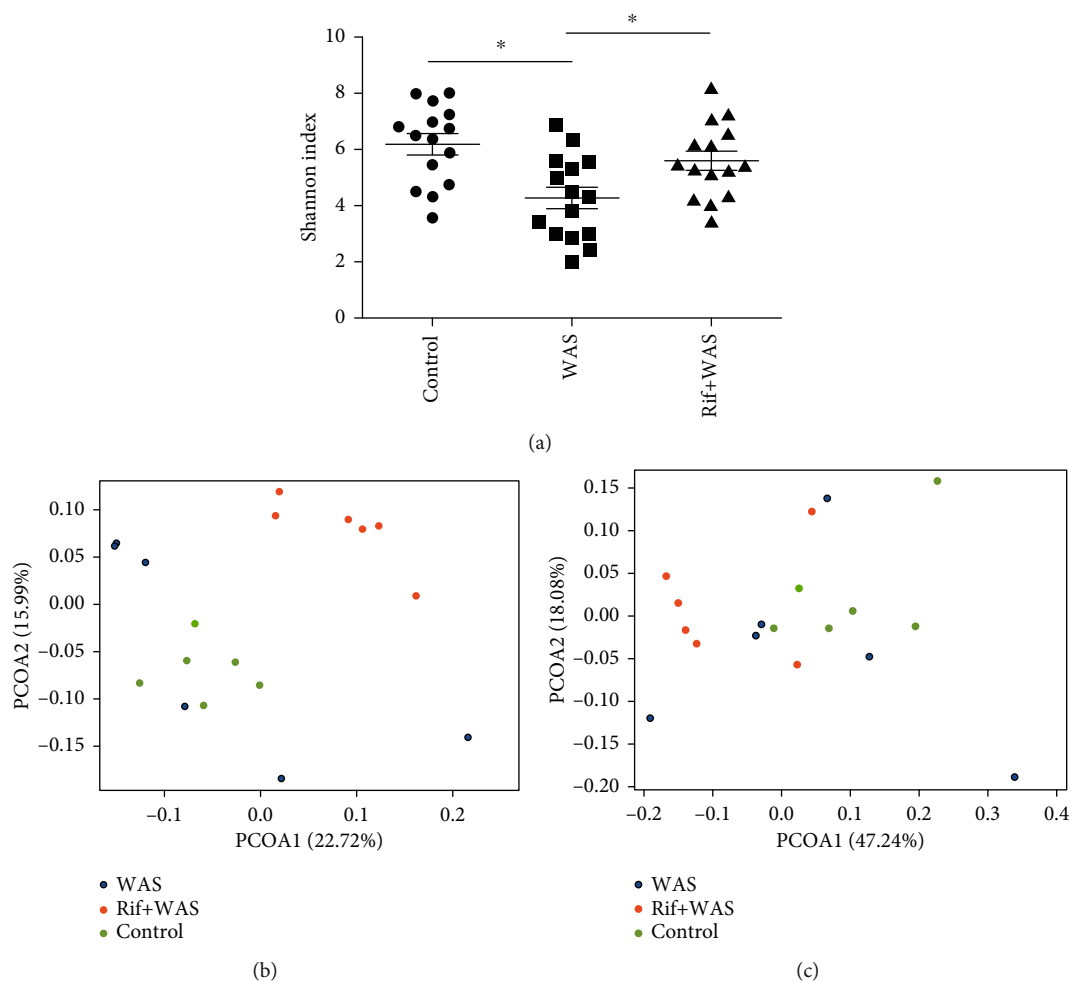 *
*
10
8
6
4
2
0
Shannon index
Control
WAS
Rif+WAS
(a)
0.10
0.05
0.00
−0.05
−0.10
−0.15
PCOA2 (15.99%)
−0.1
0.0
0.1
0.2
PCOA1 (22.72%)
WAS
Rif+WAS
Control
(b)
0.15
0.10
0.05
0.00
−0.05
−0.10
−0.15
−0.20
PCOA2 (18.08%)
−0.2
−0.1
0.0
0.1
0.2
0.3
0.4
PCOA1 (47.24%)
WAS
Rif+WAS
Control
(c)